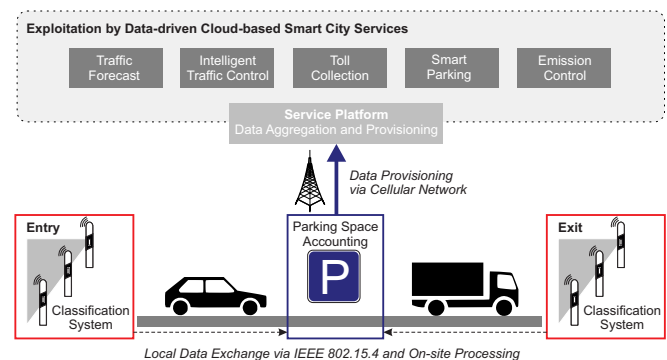 Exploitation by Data-driven Cloud-based Smart City Services
Traffic
Forecast
Intelligent
Traffic Control
Toll
Collection
Smart
Parking
Emission
Control
Service Platform
Data Aggregation and Provisioning
Data Provisioning
via Cellular Network
Entry
Classification
System
Parking Space
Accounting
P
Exit
Classification
System
Local Data Exchange via IEEE 802.15.4 and On-site Processing